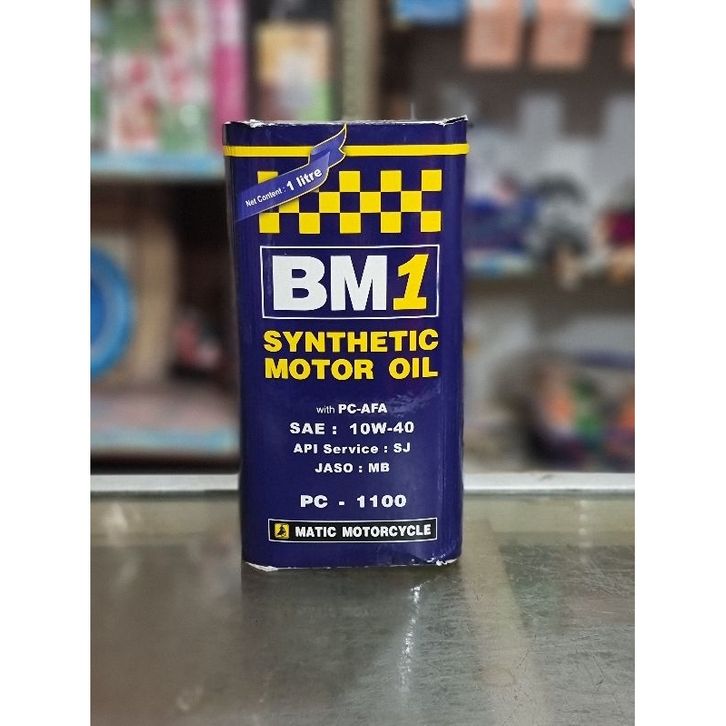 Net Content : 1 litre
BM1
SYNTHETIC
MOTOR OIL
with PC-AFA
SAE : 10W-40
API Service : SJ
JASO : MB
PC - 1100
MATIC MOTORCYCLE